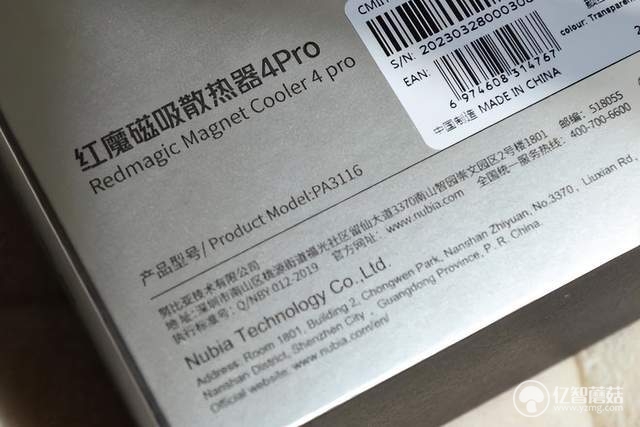 红魔磁吸散热器4Pro
Redmagic Magnet Cooler 4 pro
产品型号/Product Model:PA3116
S/N: 20230328000300
EAN:
6 974608 314767
中国制造 MADE IN CHINA
colour: Transparen
努比亚技术有限公司
地址:深圳市南山区桃源街道福光社区留仙大道3370南山智园崇文园区2号楼1801
邮编: 518055
执行标准号: Q/NBY.012-2019
官方网址: www.nubia.com
全国统一服务热线: 400-700-6600
Nubia Technology Co.,Ltd.
Address: Room 1801, Building 2, Chongwen Park, Nanshan Zhiyuan, No.3370, Liuxian Rd,
Nanshan District, Shenzhen City, Guangdong Province, P. R. China.
Official website: www.nubia.com/en/
亿智蘑菇
www.yzmg.com